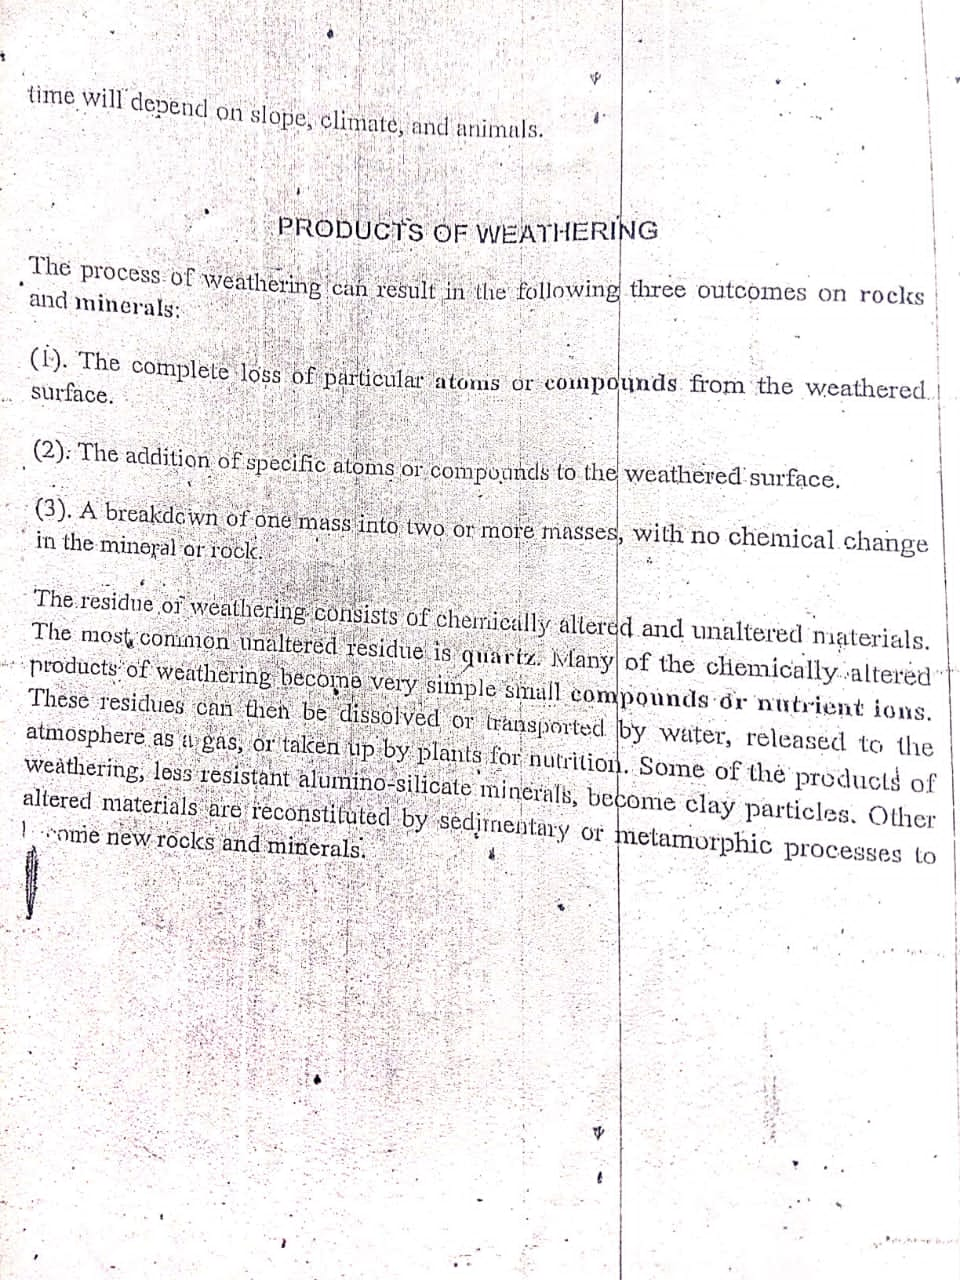 time will depend on slope, climate, and animals.
PRODUCTS OF WEATHERING
The process of weathering can result in the following three outcomes on rocks
and minerals:
(1). The complete loss of particular atoms or compounds from the weathered
surface.
(2). The addition of specific atoms or compounds to the weathered surface.
(3). A breakdown of one mass into two or more masses, with no chemical change
in the mineral or rock.
The residue of weathering consists of chemically altered and unaltered materials.
The most common unaltered residue is quartz. Many of the chemically altered
products of weathering become very simple small compounds or nutrient ions.
These residues can then be dissolved or transported by water, released to the
atmosphere as a gas, or taken up by plants for nutrition. Some of the products of
weathering, less resistant alumino-silicate minerals, become clay particles. Other
altered materials are reconstituted by sedimentary or metamorphic processes to
new rocks and minerals.